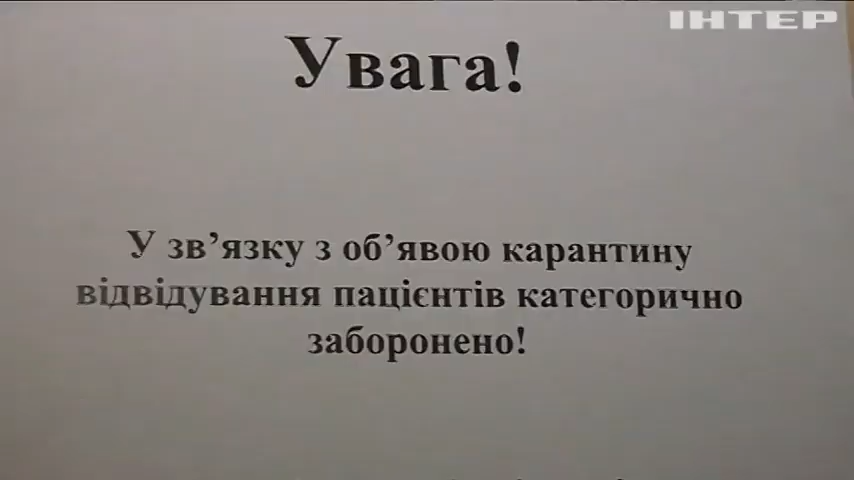 ІНТЕР
Увага!
У зв’язку з об’явою карантину
відвідування пацієнтів категорично
заборонено!